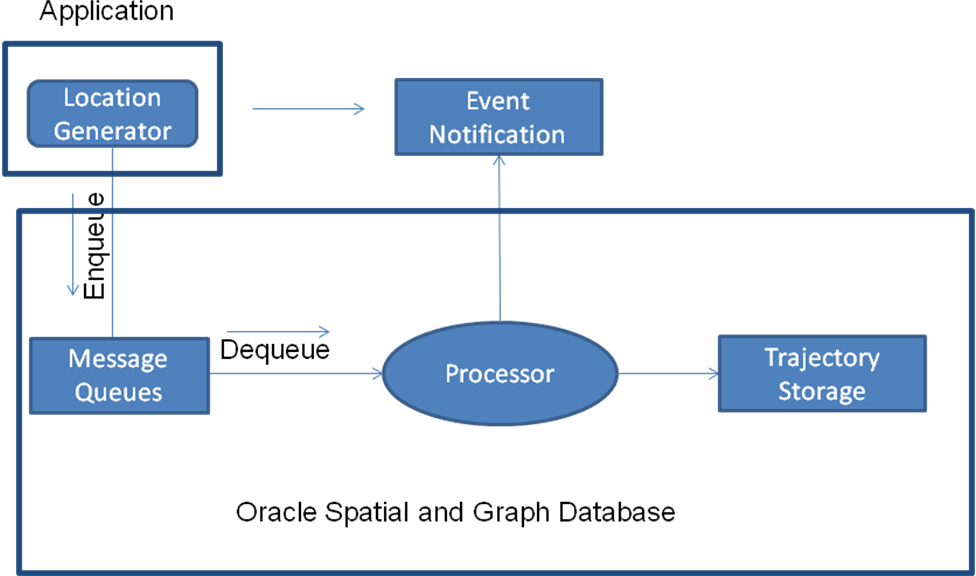 Application
Location
Generator
Event
Notification
Enqueue
Message
Queues
Dequeue
Processor
Trajectory
Storage
Oracle Spatial and Graph Database